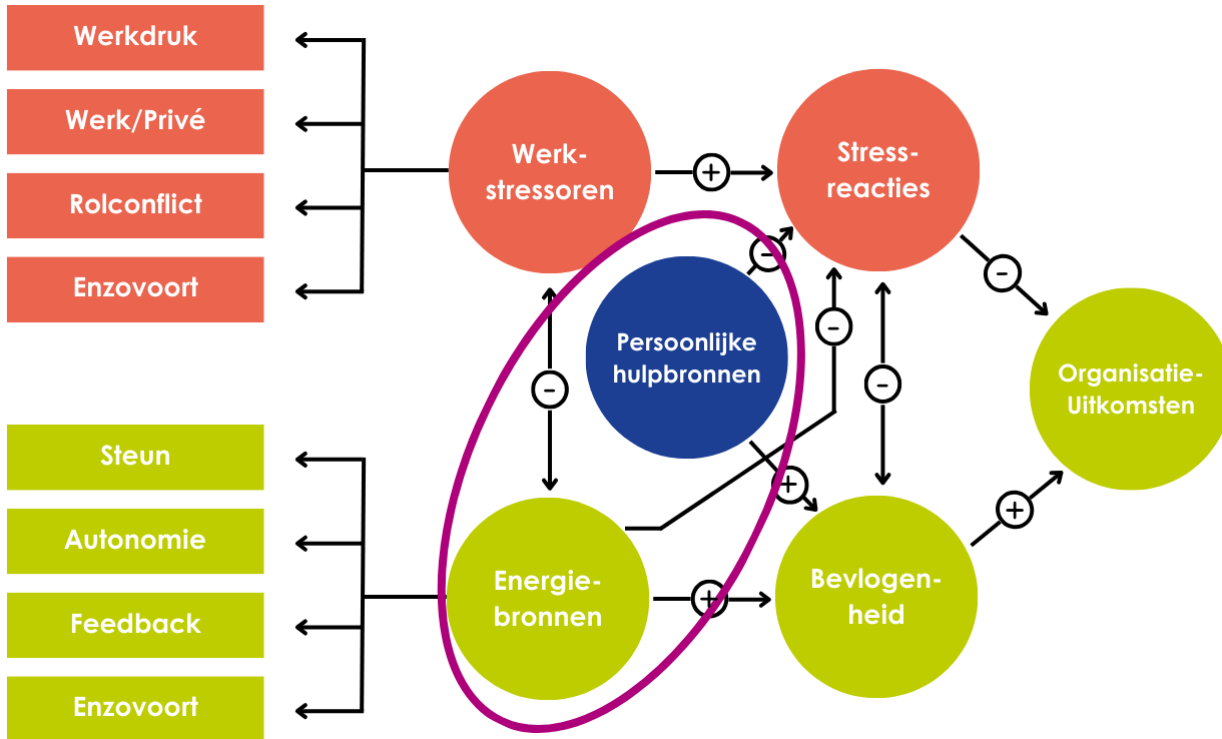 Werkdruk
Werk/Privé
Rolconflict
Enzovoort
Steun
Autonomie
Feedback
Enzovoort
Werk-
stressoren
+
Stress-
reacties
-
-
-
-
-
Persoonlijke
hulpbronnen
+
Energie-
bronnen
+
Bevlogen-
heid
+
Organisatie-
Uitkomsten